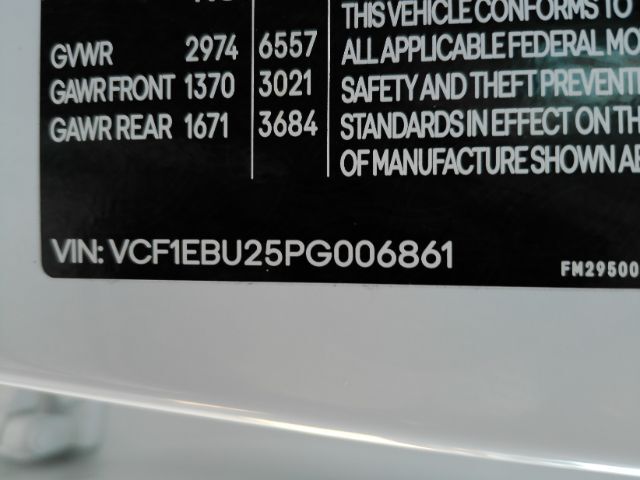 THIS VEHICLE CONFORMS TO
GVWR 2974 6557 ALL APPLICABLE FEDERAL MO
GAWR FRONT 1370 3021 SAFETY AND THEFT PREVENTI
GAWR REAR 1671 3684 STANDARDS IN EFFECT ON TH
OF MANUFACTURE SHOWN AB
VIN: VCF1EBU25PG006861
FM29500